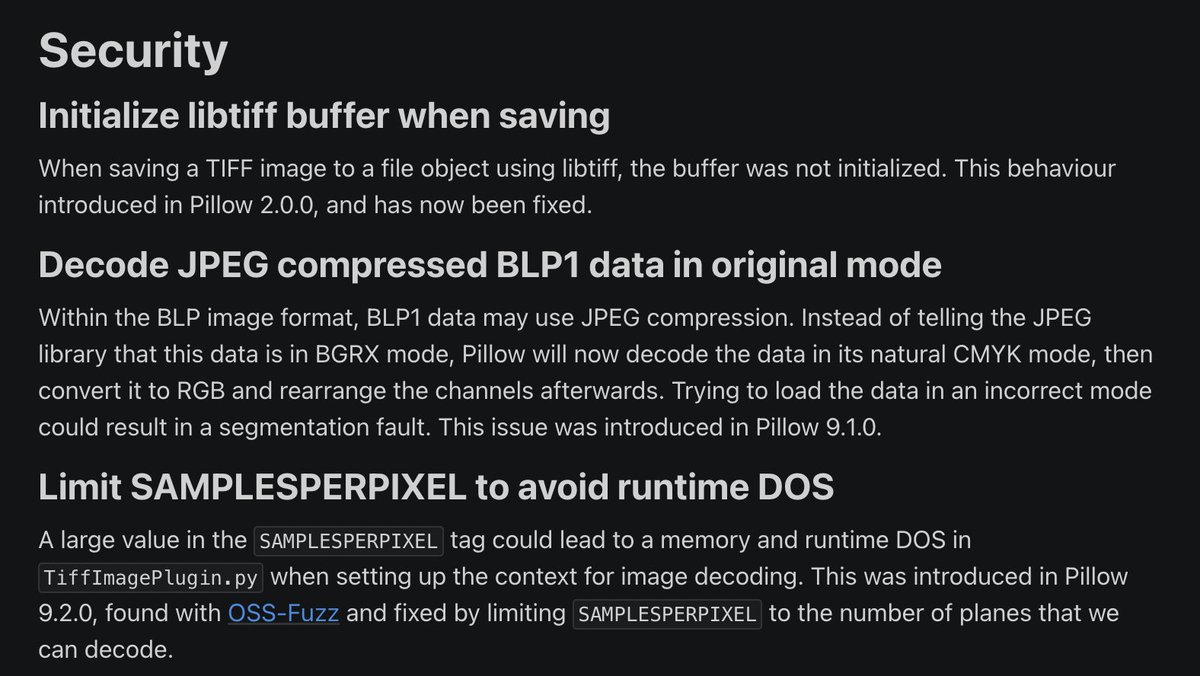 Security
Initialize libtiff buffer when saving
When saving a TIFF image to a file object using libtiff, the buffer was not initialized. This behaviour
introduced in Pillow 2.0.0, and has now been fixed.
Decode JPEG compressed BLP1 data in original mode
Within the BLP image format, BLP1 data may use JPEG compression. Instead of telling the JPEG
library that this data is in BGRX mode, Pillow will now decode the data in its natural CMYK mode, then
convert it to RGB and rearrange the channels afterwards. Trying to load the data in an incorrect mode
could result in a segmentation fault. This issue was introduced in Pillow 9.1.0.
Limit SAMPLESPERPIXEL to avoid runtime DOS
A large value in the SAMPLESPERPIXEL tag could lead to a memory and runtime DOS in
TiffImagePlugin.py when setting up the context for image decoding. This was introduced in Pillow
9.2.0, found with OSS-Fuzz and fixed by limiting SAMPLESPERPIXEL to the number of planes that we
can decode.